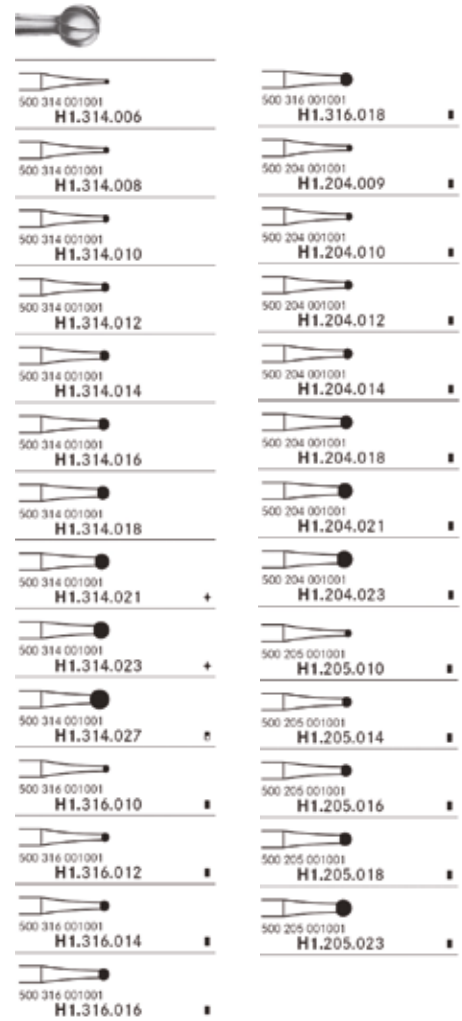 500 314 001001
H1.314.006
500 314 001001
H1.314.008
500 314 001001
H1.314.010
500 314 001001
H1.314.012
500 314 001001
H1.314.014
500 314 001001
H1.314.016
500 314 001001
H1.314.018
500 314 001001
H1.314.021 +
500 314 001001
H1.314.023 +
500 314 001001
H1.314.027
500 316 001001
H1.316.010
500 316 001001
H1.316.012
500 316 001001
H1.316.014
500 316 001001
H1.316.016
500 316 001001
H1.316.018
500 204 001001
H1.204.009
500 204 001001
H1.204.010
500 204 001001
H1.204.012
500 204 001001
H1.204.014
500 204 001001
H1.204.018
500 204 001001
H1.204.021
500 204 001001
H1.204.023
500 205 001001
H1.205.010
500 205 001001
H1.205.014
500 205 001001
H1.205.016
500 205 001001
H1.205.018
500 205 001001
H1.205.023